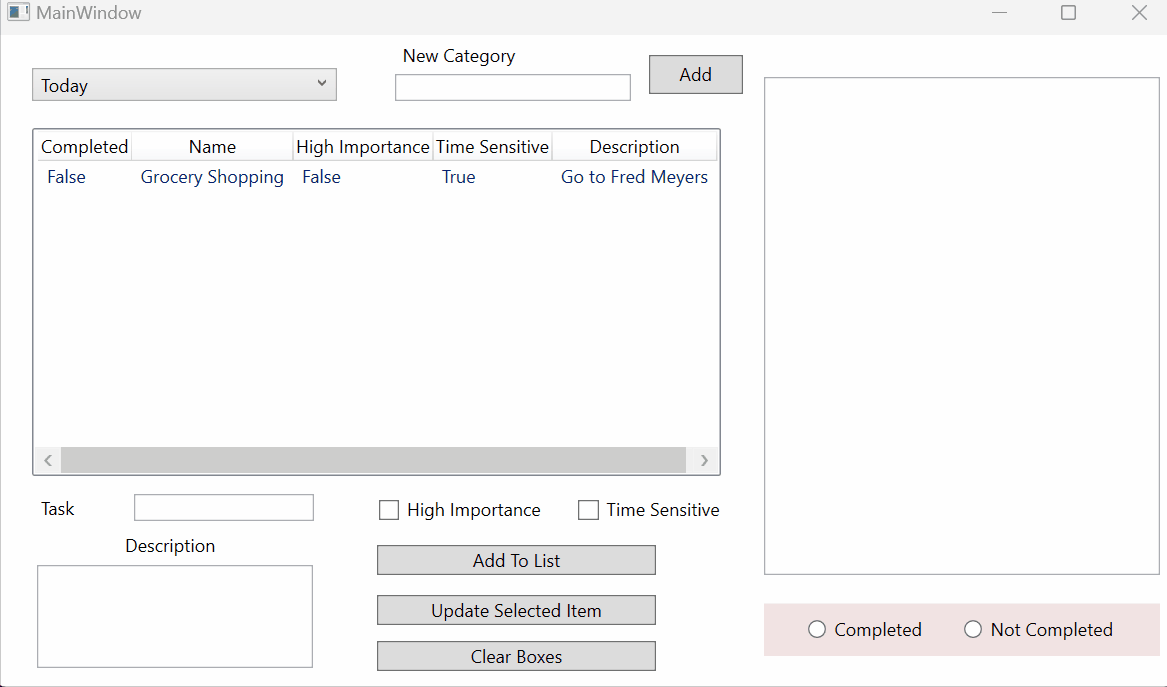 MainWindow
New Category
Today
Add
Completed Name High Importance Time Sensitive Description
False Grocery Shopping False True Go to Fred Meyers
Task
High Importance
Time Sensitive
Description
Add To List
Update Selected Item
Clear Boxes
Completed
Not Completed